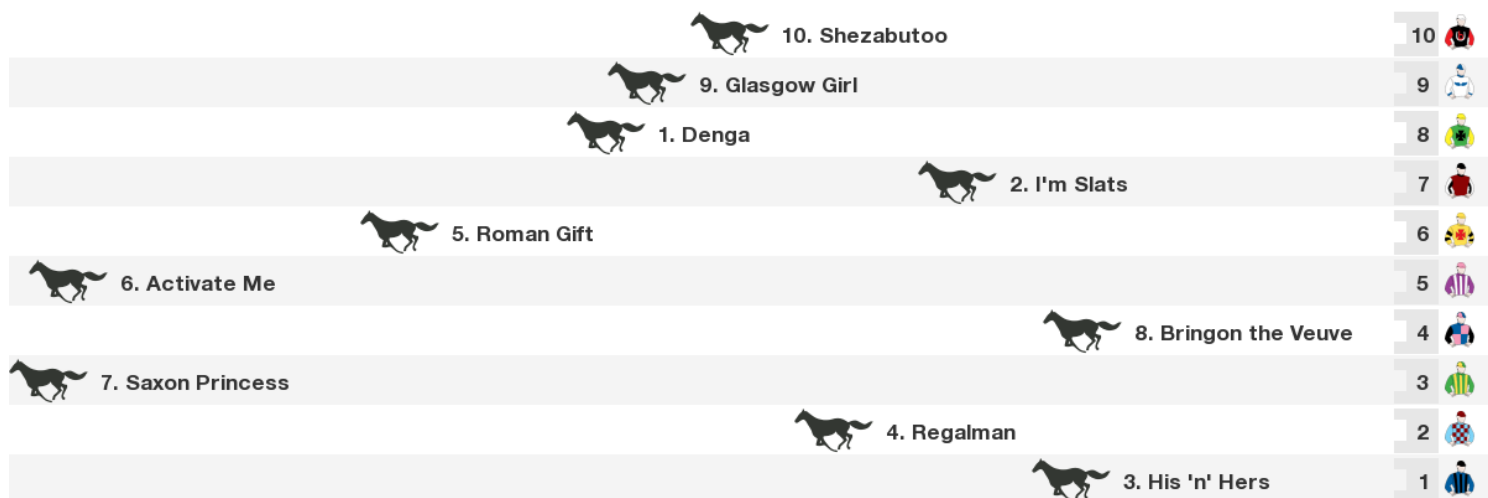 10. Shezabutoo 10
9. Glasgow Girl 9
1. Denga 8
2. I'm Slats 7
5. Roman Gift 6
6. Activate Me 5
8. Bringon the Veuve 4
7. Saxon Princess 3
4. Regalman 2
3. His 'n' Hers 1